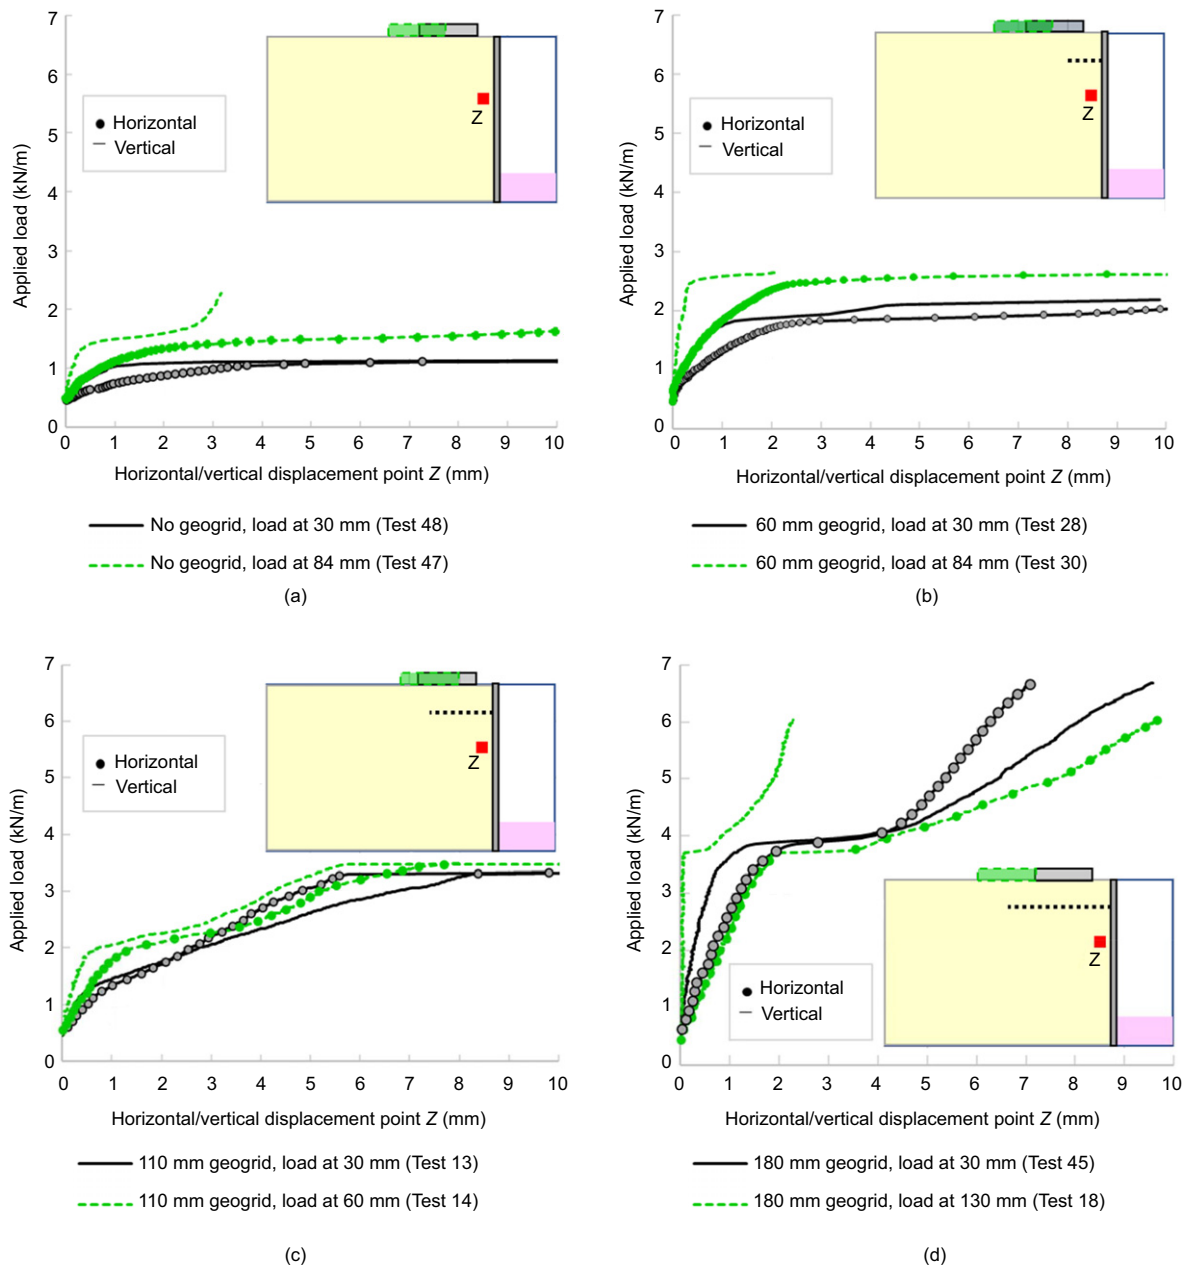 7
6
5
4
3
2
1
0
Applied load (kN/m)
Horizontal
Vertical
Z
0 1 2 3 4 5 6 7 8 9 10
Horizontal/vertical displacement point Z (mm)
No geogrid, load at 30 mm (Test 48)
No geogrid, load at 84 mm (Test 47)
(a)
7
6
5
4
3
2
1
0
Applied load (kN/m)
Horizontal
Vertical
Z
0 1 2 3 4 5 6 7 8 9 10
Horizontal/vertical displacement point Z (mm)
60 mm geogrid, load at 30 mm (Test 28)
60 mm geogrid, load at 84 mm (Test 30)
(b)
7
6
5
4
3
2
1
0
Applied load (kN/m)
Horizontal
Vertical
Z
0 1 2 3 4 5 6 7 8 9 10
Horizontal/vertical displacement point Z (mm)
110 mm geogrid, load at 30 mm (Test 13)
110 mm geogrid, load at 60 mm (Test 14)
(c)
7
6
5
4
3
2
1
0
Applied load (kN/m)
Horizontal
Vertical
Z
0 1 2 3 4 5 6 7 8 9 10
Horizontal/vertical displacement point Z (mm)
180 mm geogrid, load at 30 mm (Test 45)
180 mm geogrid, load at 130 mm (Test 18)
(d)